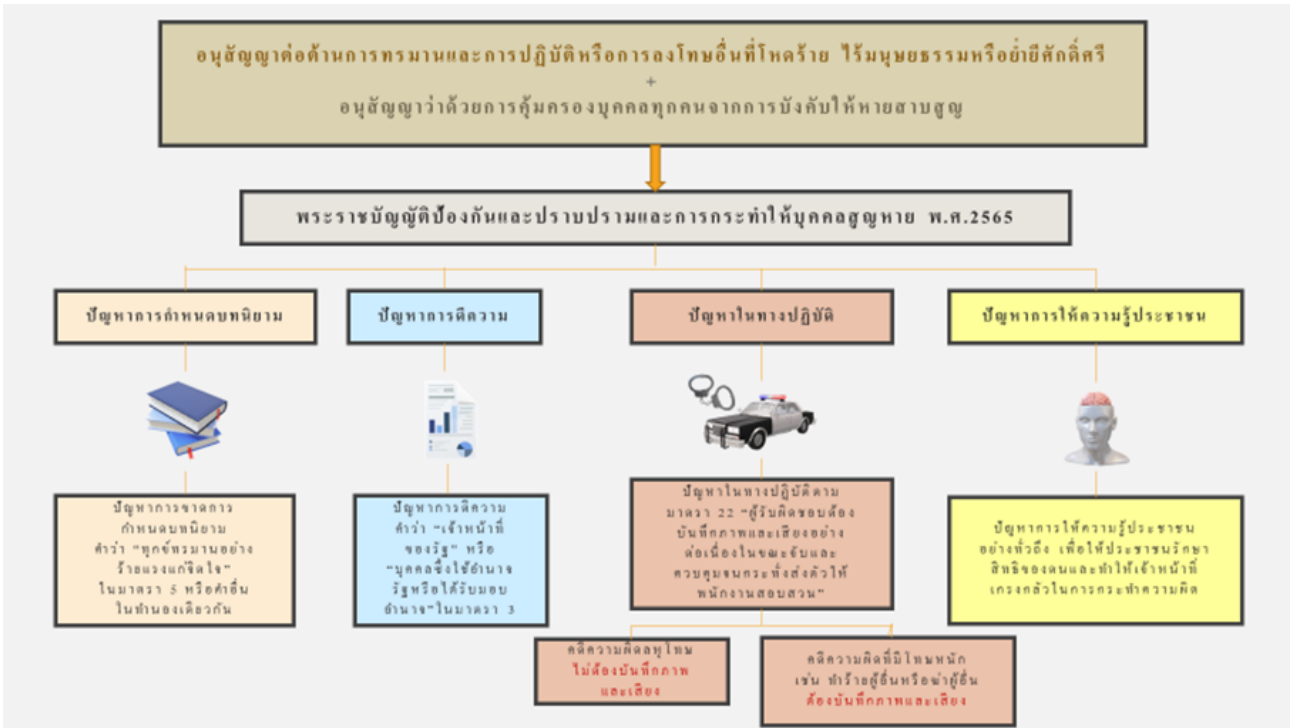 อนุสัญญาต่อต้านการทรมานและการปฏิบัติหรือการลงโทษอื่นที่โหดร้าย ไร้มนุษยธรรมหรือย่ำยีศักดิ์ศรี
+
อนุสัญญาว่าด้วยการคุ้มครองบุคคลทุกคนจากการบังคับให้หายสาบสูญ
พระราชบัญญัติป้องกันและปราบปรามและการกระทำให้บุคคลสูญหาย พ.ศ.2565
ปัญหาการกำหนดบทนิยาม
ปัญหาการตีความ
ปัญหาในทางปฏิบัติ
ปัญหาการให้ความรู้ประชาชน
ปัญหาการขาดการ
กำหนดบทนิยาม
คำว่า "ทุกข์ทรมานอย่าง
ร้ายแรงแก่จิตใจ"
ในมาตรา 5 หรือคำอื่น
ในทำนองเดียวกัน
ปัญหาการตีความ
คำว่า "เจ้าหน้าที่
ของรัฐ" หรือ
"บุคคลซึ่งใช้อำนาจ
รัฐหรือได้รับมอบ
อำนาจ"ในมาตรา 3
ปัญหาในทางปฏิบัติตาม
มาตรา 22 "ผู้รับผิดชอบต้อง
บันทึกภาพและเสียงอย่าง
ต่อเนื่องในขณะจับและ
ควบคุมจนกระทั่งส่งตัวให้
พนักงานสอบสวน"
ปัญหาการให้ความรู้ประชาชน
อย่างทั่วถึง เพื่อให้ประชาชนรักษา
สิทธิของตนและทำให้เจ้าหน้าที่
เกรงกลัวในการกระทำความผิด
คดีความผิดลหุโทษ
ไม่ต้องบันทึกภาพ
และเสียง
คดีความผิดที่มีโทษหนัก
เช่น ทำร้ายผู้อื่นหรือฆ่าผู้อื่น
ต้องบันทึกภาพและเสียง